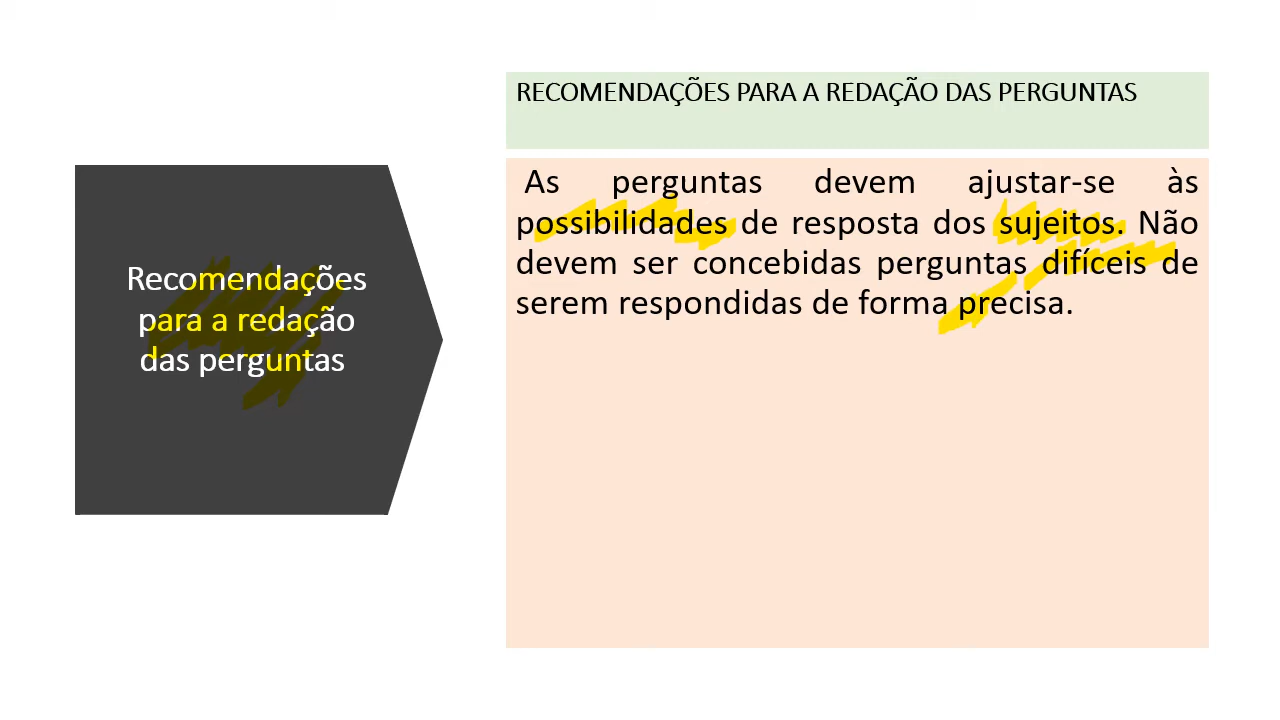 RECOMENDAÇÕES PARA A REDAÇÃO DAS PERGUNTAS
Recomendações
para a redação
das perguntas
As perguntas devem ajustar-se às
possibilidades de resposta dos sujeitos. Não
devem ser concebidas perguntas difíceis de
serem respondidas de forma precisa.